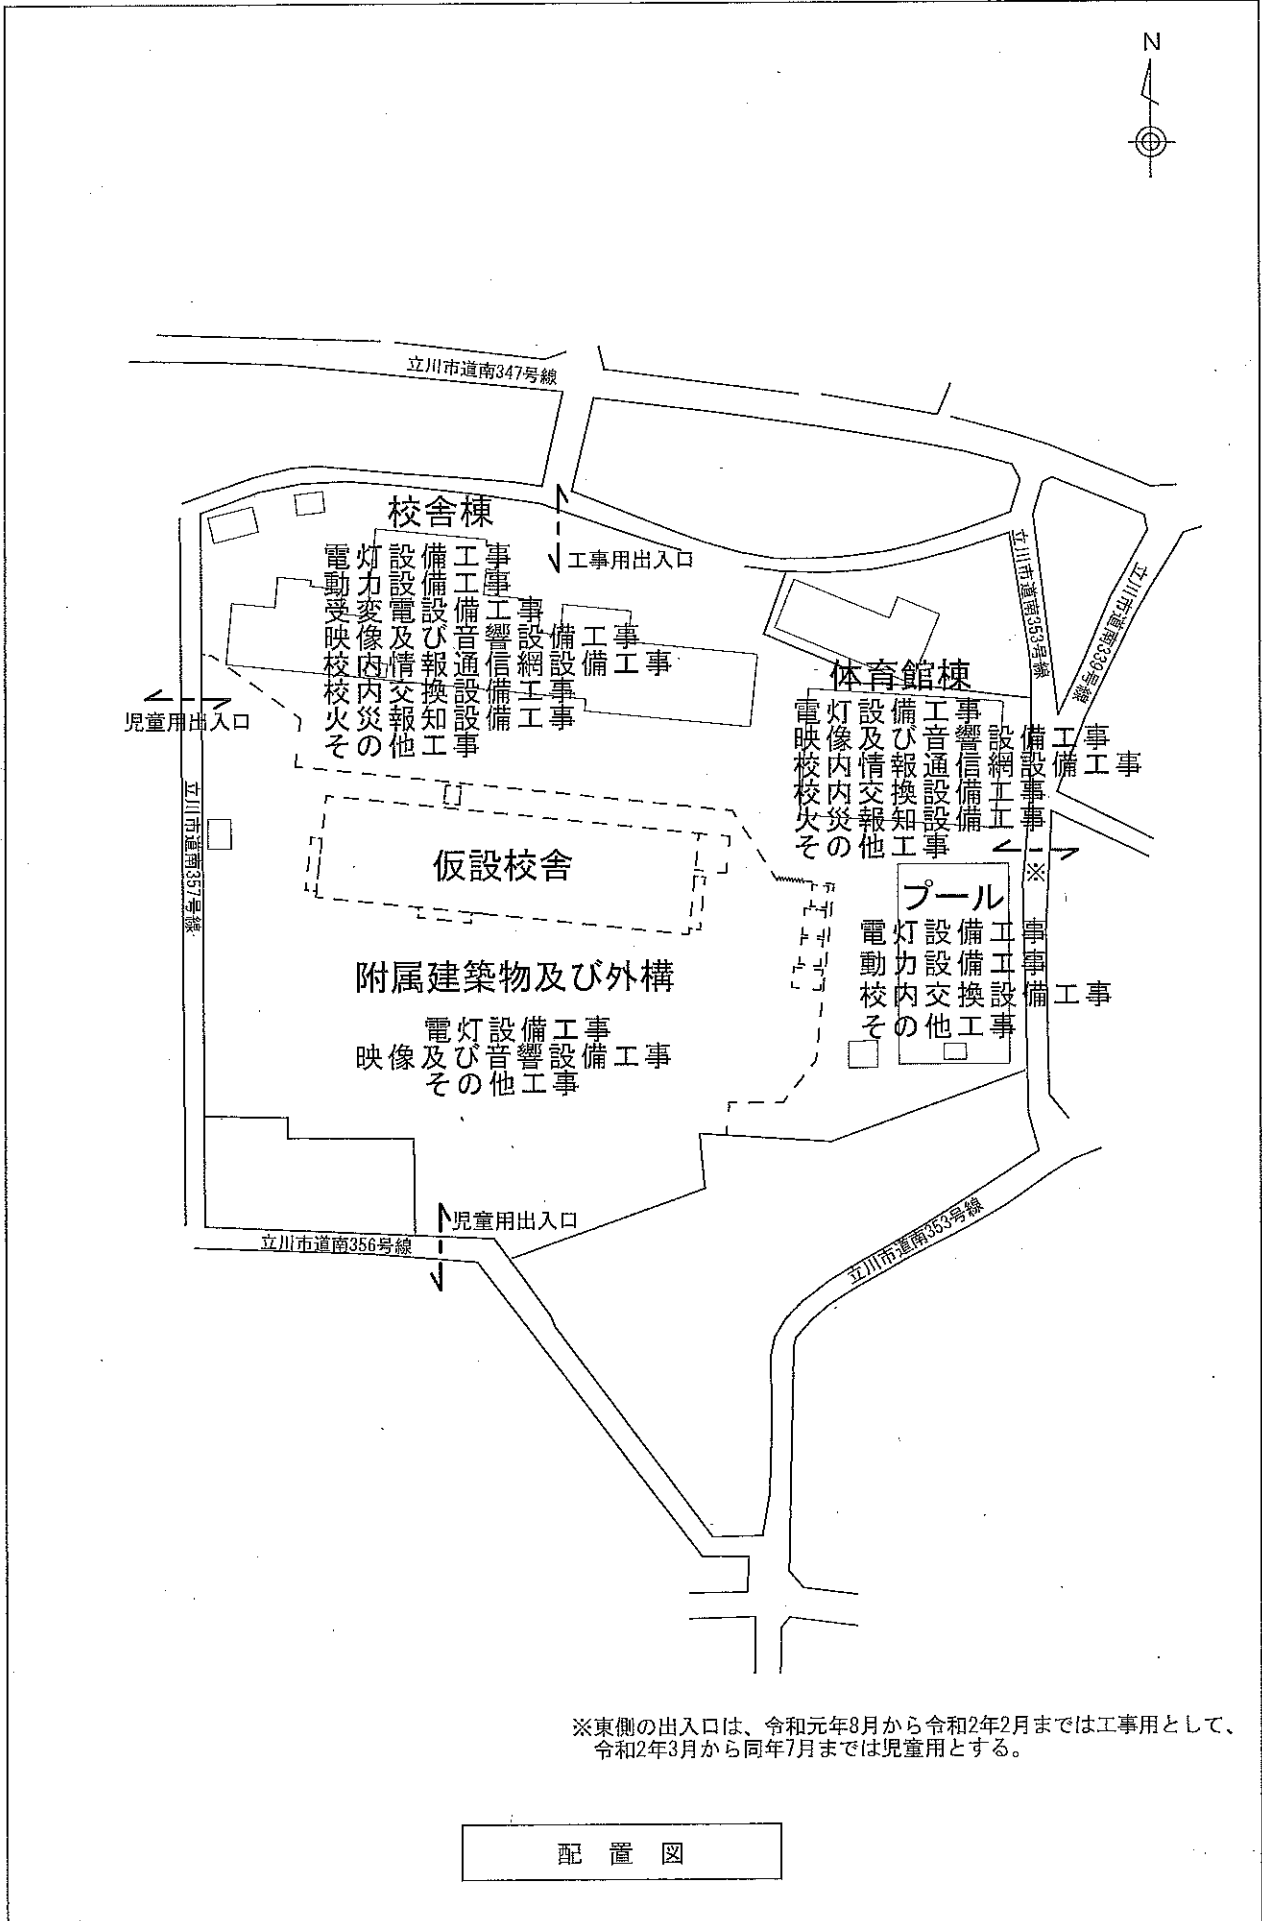 N
立川市道南347号線
校舎棟
電灯設備工事
動力設備工事
受変電設備工事
映像及び音響設備工事
校内情報通信網設備工事
校内交換設備工事
火災報知設備工事
その他工事
工事用出入口
立川市道南353号線
立川市道南339号線
体育館棟
電灯設備工事
映像及び音響設備工事
校内情報通信網設備工事
校内交換設備工事
火災報知設備工事
その他工事
児童用出入口
立川市道南357号線
仮設校舎
※
プール
電灯設備工事
動力設備工事
校内交換設備工事
その他工事
附属建築物及び外構
電灯設備工事
映像及び音響設備工事
その他工事
児童用出入口
立川市道南356号線
立川市道南353号線
※東側の出入口は、令和元年8月から令和2年2月までは工事用として、
令和2年3月から同年7月までは児童用とする。
配置図